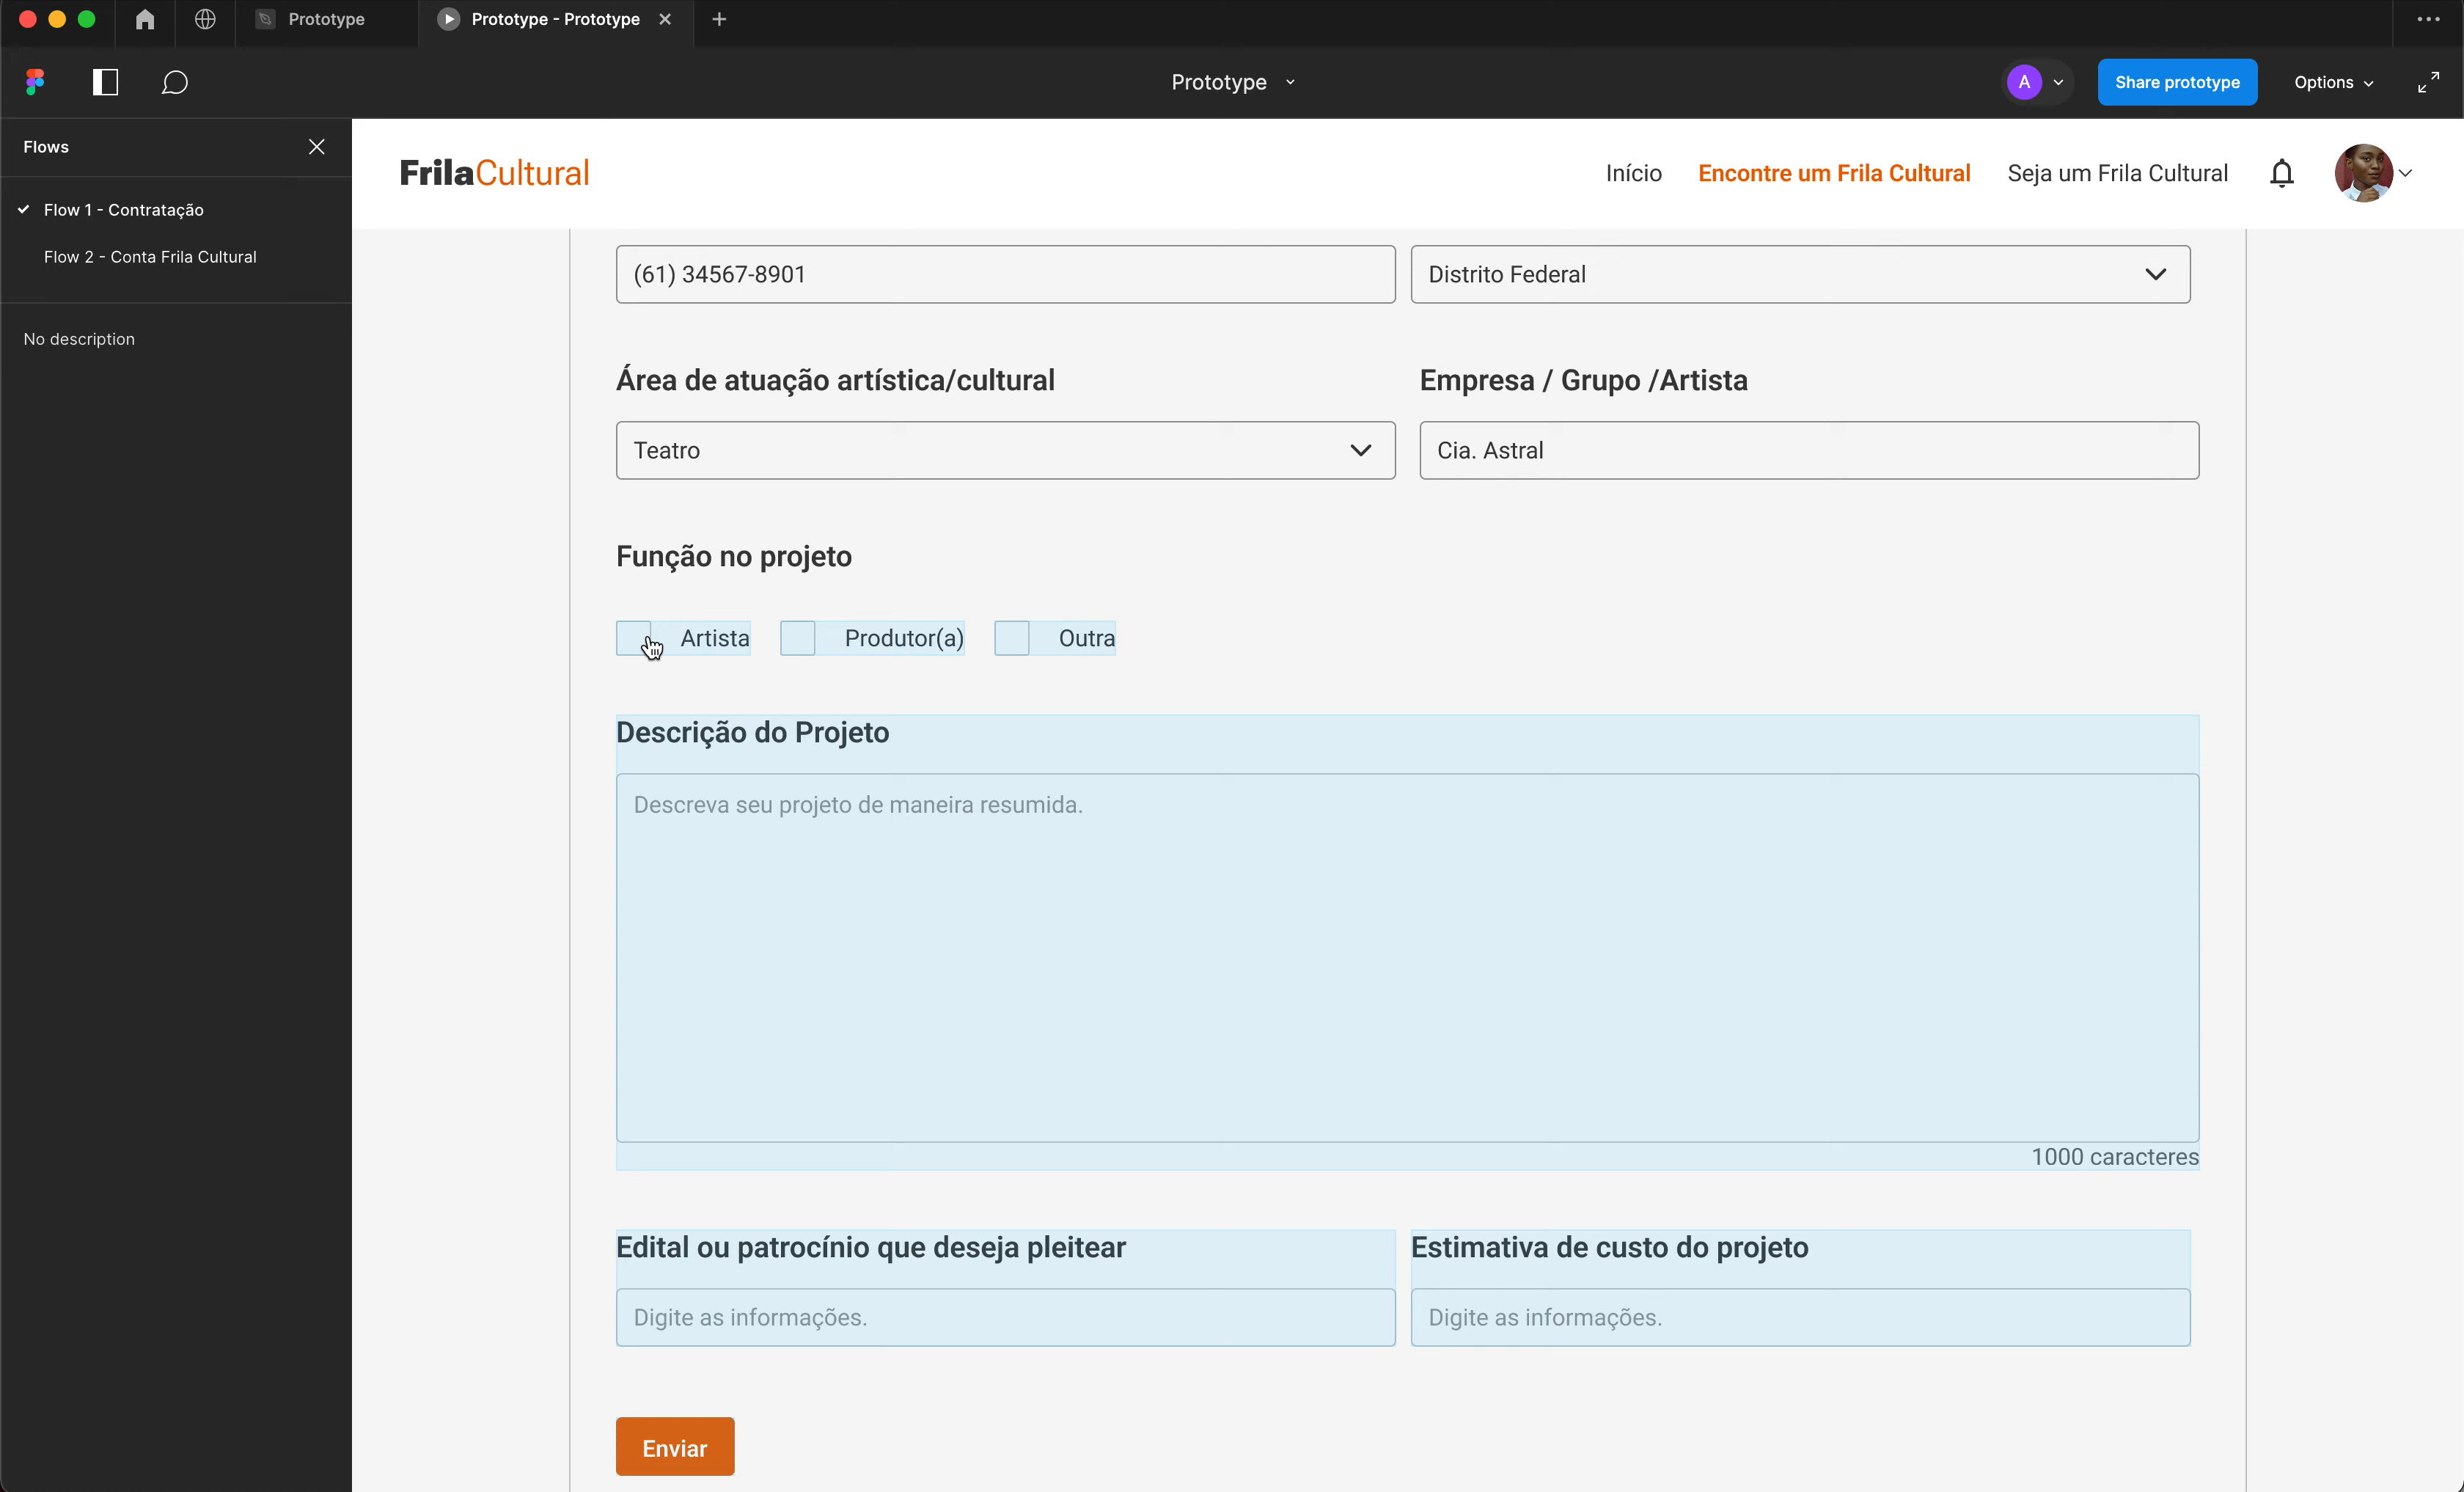 Prototype
Prototype - Prototype
Prototype
A
Share prototype
Options
Flows
Flow 1 - Contratação
Flow 2 - Conta Frila Cultural
No description
FrilaCultural
Início
Encontre um Frila Cultural
Seja um Frila Cultural
(61) 34567-8901
Distrito Federal
Área de atuação artística/cultural
Empresa / Grupo /Artista
Teatro
Cia. Astral
Função no projeto
Artista
Produtor(a)
Outra
Descrição do Projeto
Descreva seu projeto de maneira resumida.
1000 caracteres
Edital ou patrocínio que deseja pleitear
Estimativa de custo do projeto
Digite as informações.
Digite as informações.
Enviar